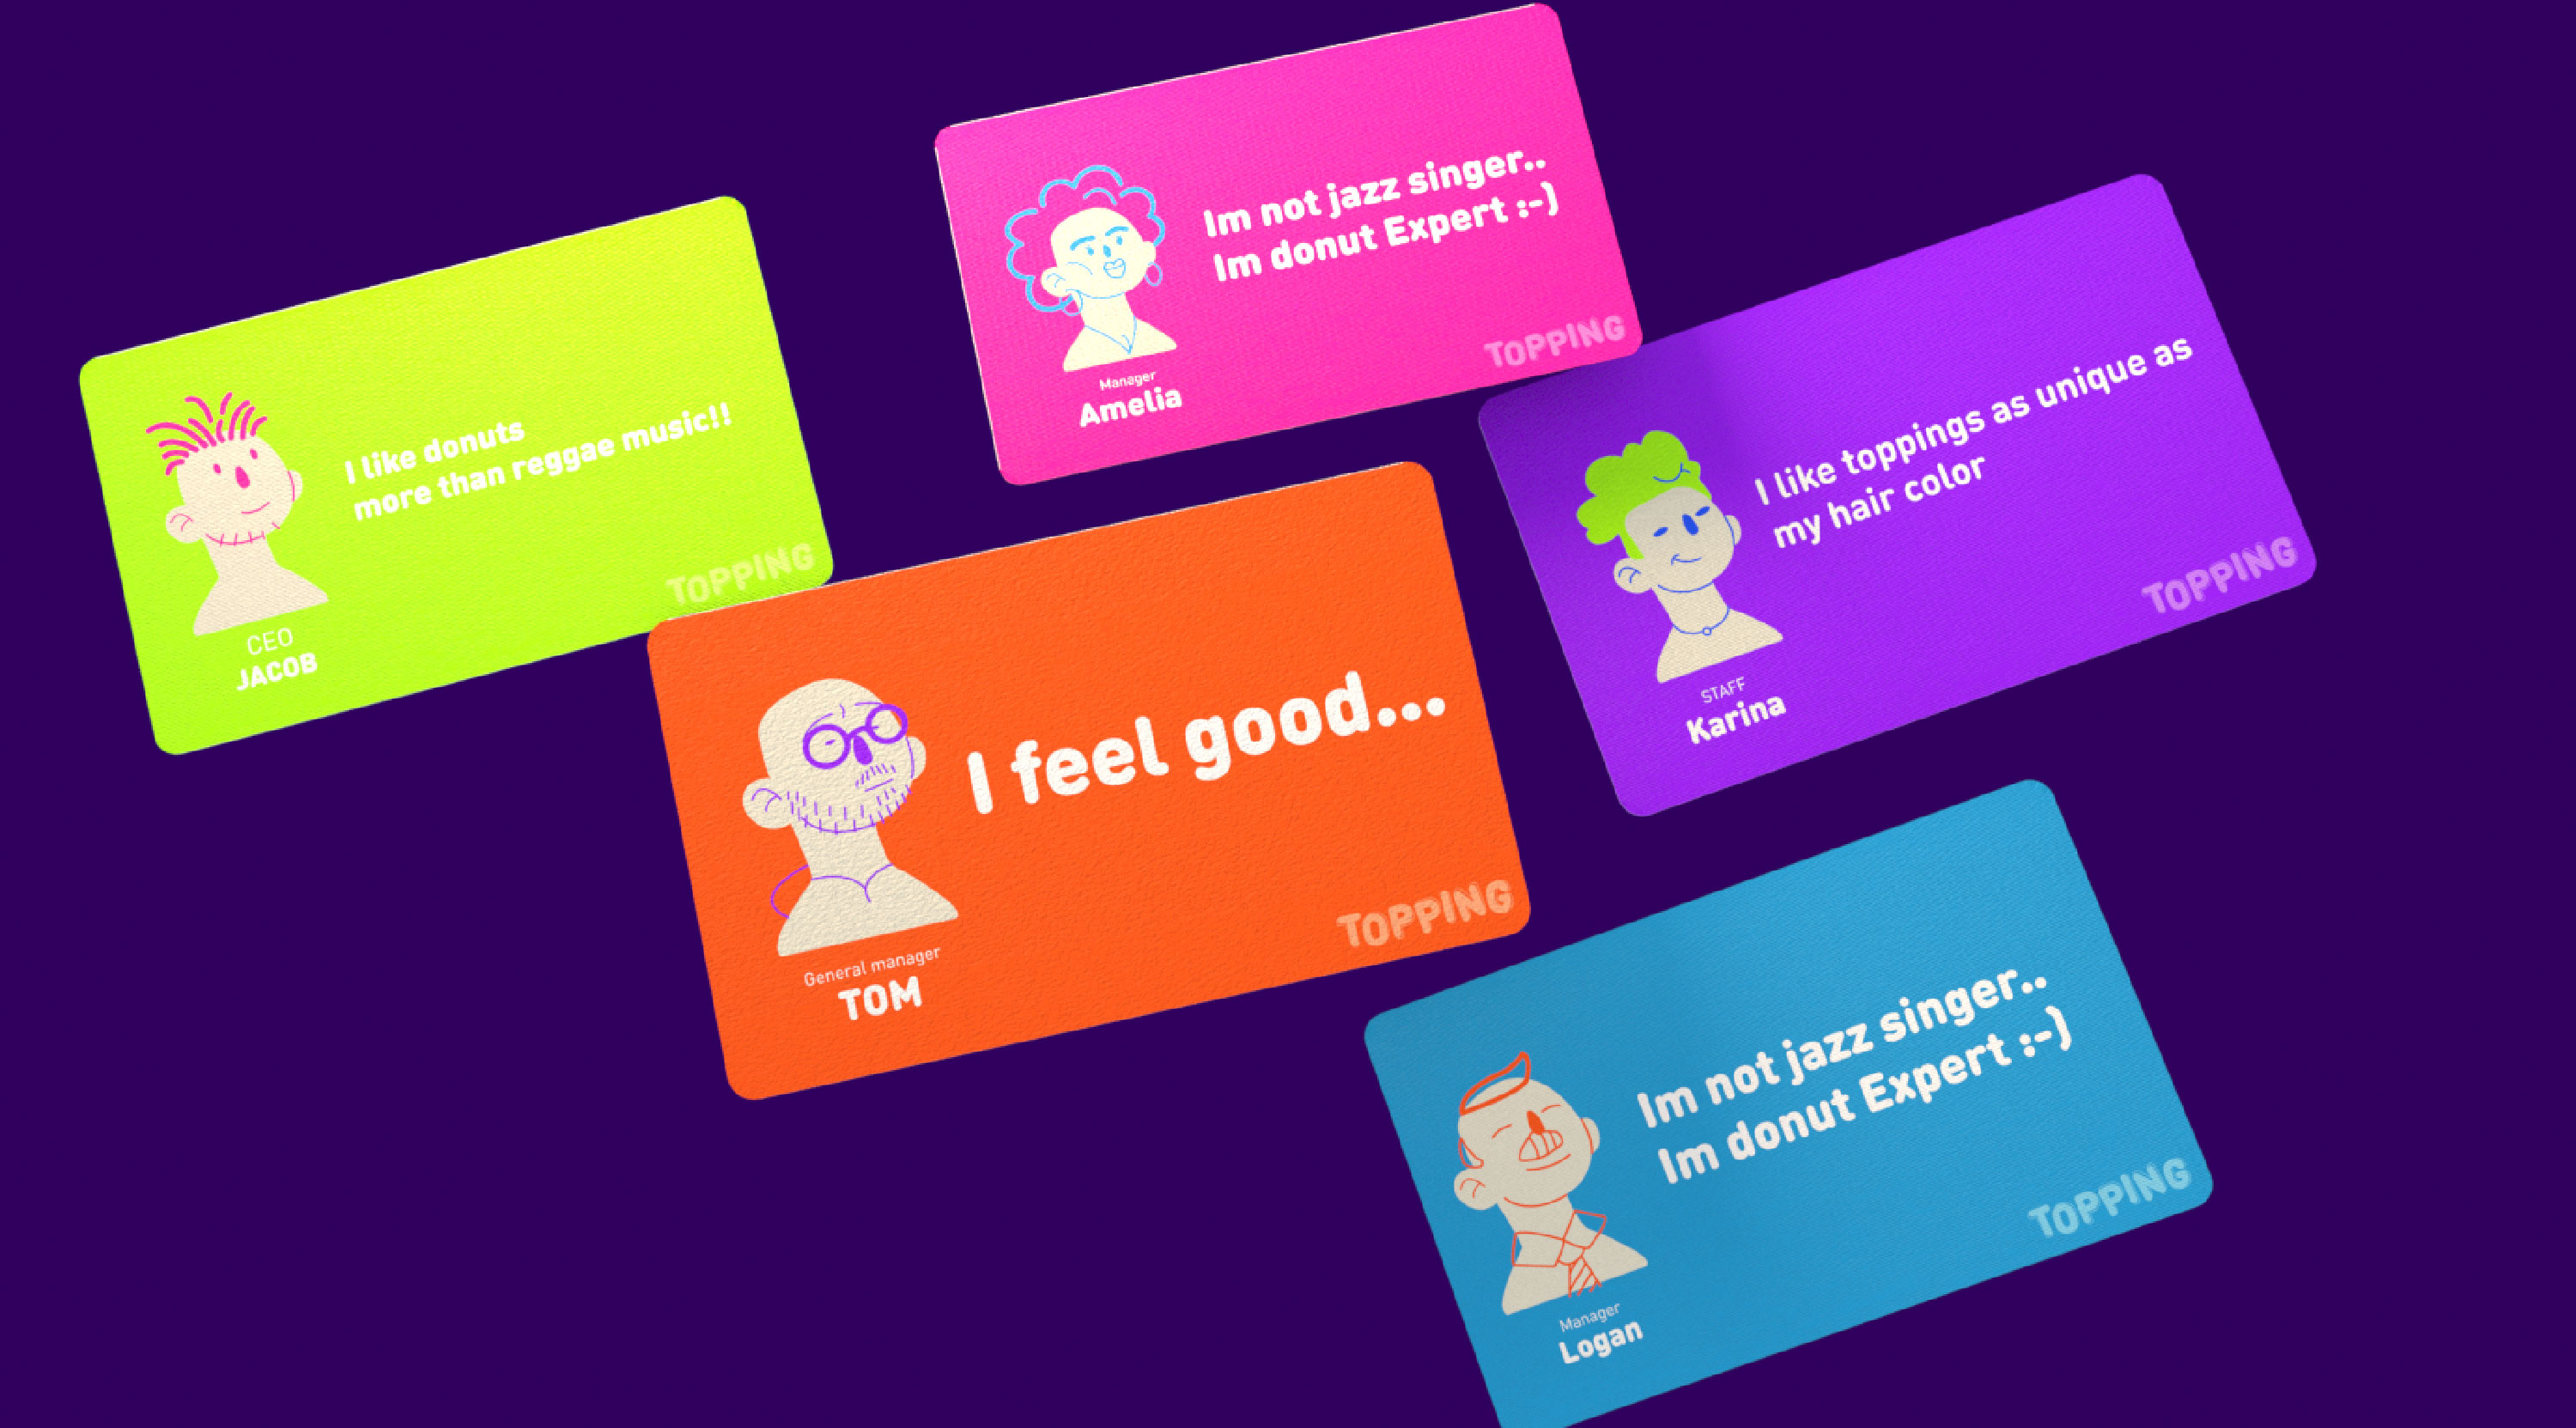 I like donuts
more than reggae music!!
TOPPING
CEO
JACOB
Im not jazz singer..
Im donut Expert :-)
TOPPING
Manager
Amelia
I like toppings as unique as
my hair color
TOPPING
STAFF
Karina
I feel good...
TOPPING
General manager
TOM
Im not jazz singer..
Im donut Expert :-)
TOPPING
Manager
Logan